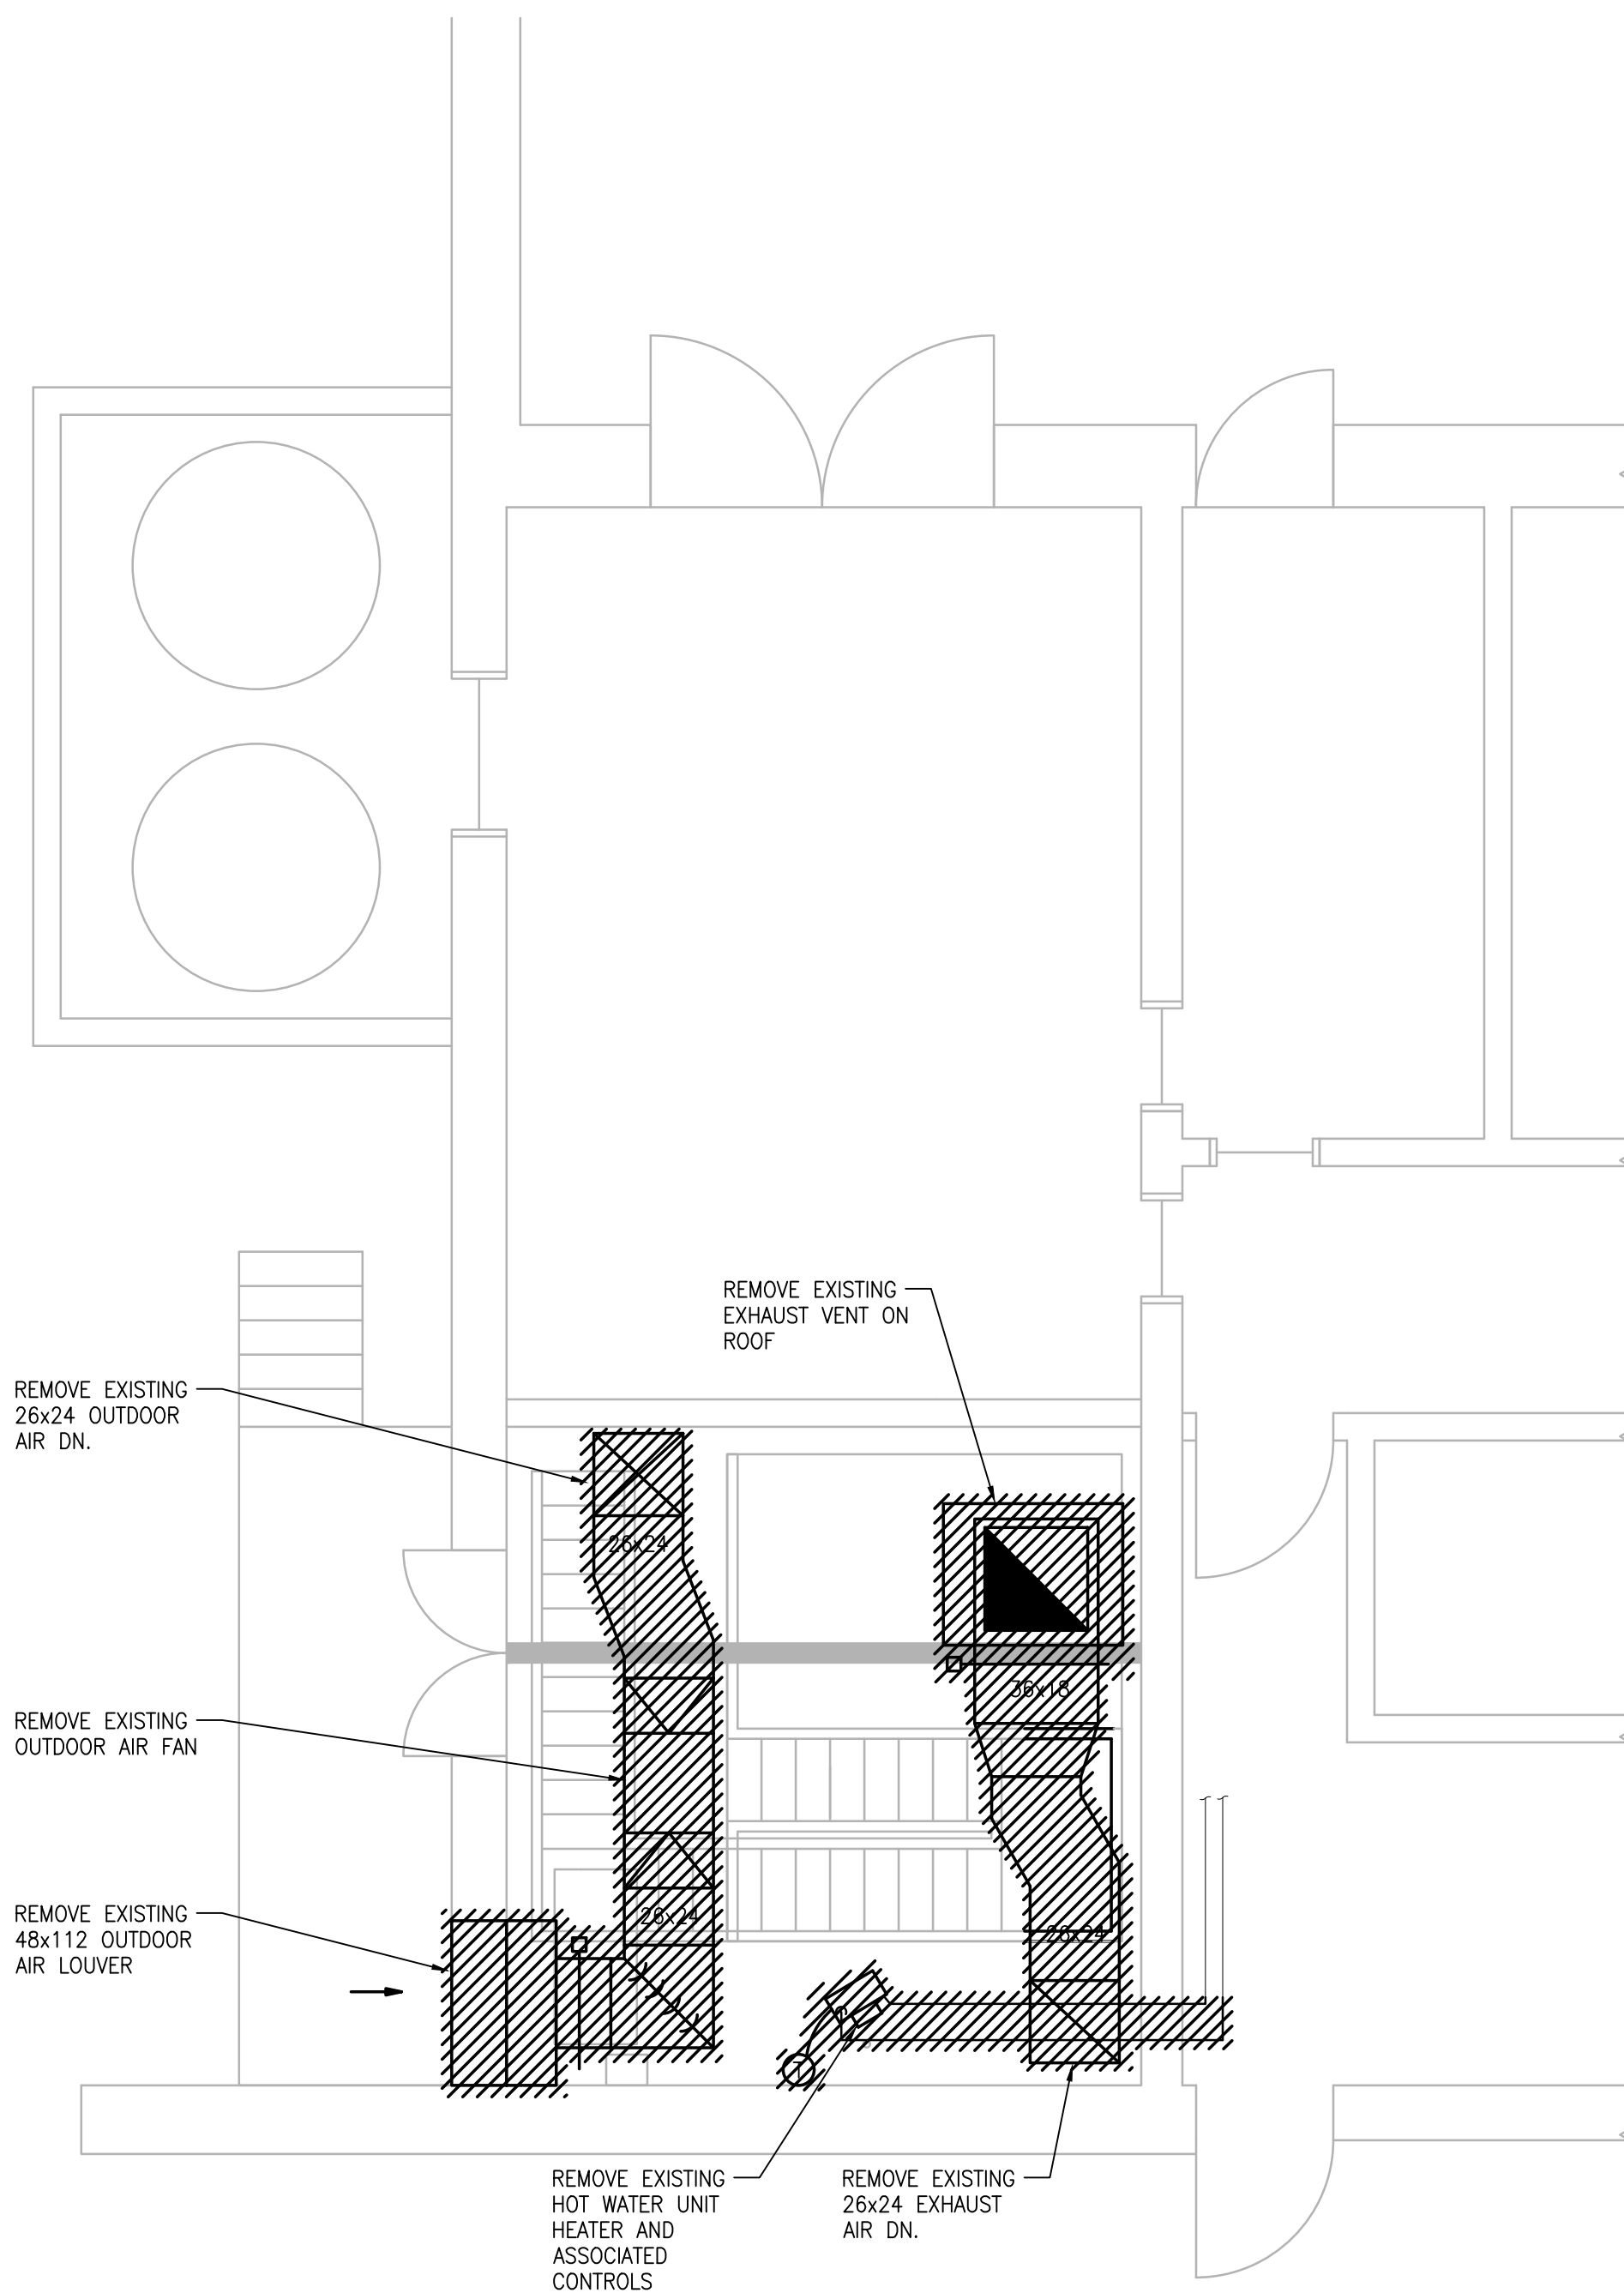 REMOVE EXISTING
EXHAUST VENT ON
ROOF
REMOVE EXISTING
26x24 OUTDOOR
AIR DN.
26x24
36x18
REMOVE EXISTING
OUTDOOR AIR FAN
REMOVE EXISTING
48x112 OUTDOOR
AIR LOUVER
26x24
26x24
T
REMOVE EXISTING
HOT WATER UNIT
HEATER AND
ASSOCIATED
CONTROLS
REMOVE EXISTING
26x24 EXHAUST
AIR DN.